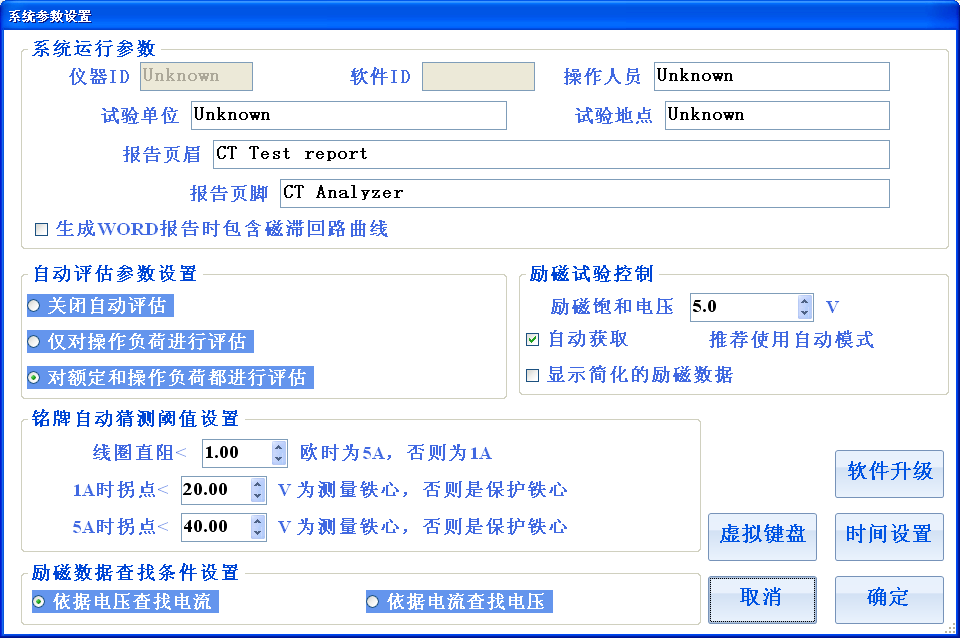 系统参数设置
系统运行参数
仪器ID Unknown 软件ID 操作人员 Unknown
试验单位 Unknown 试验地点 Unknown
报告页眉 CT Test report
报告页脚 CT Analyzer
生成WORD报告时包含磁滞回路曲线
自动评估参数设置
关闭自动评估
仅对操作负荷进行评估
对额定和操作负荷都进行评估
励磁试验控制
励磁饱和电压 5.0 V
自动获取 推荐使用自动模式
显示简化的励磁数据
铭牌自动猜测阈值设置
线圈直阻< 1.00 欧时为5A，否则为1A
1A时拐点< 20.00 V 为测量铁心，否则是保护铁心
5A时拐点< 40.00 V 为测量铁心，否则是保护铁心
励磁数据查找条件设置
依据电压查找电流 依据电流查找电压
软件升级
虚拟键盘 时间设置
取消 确定